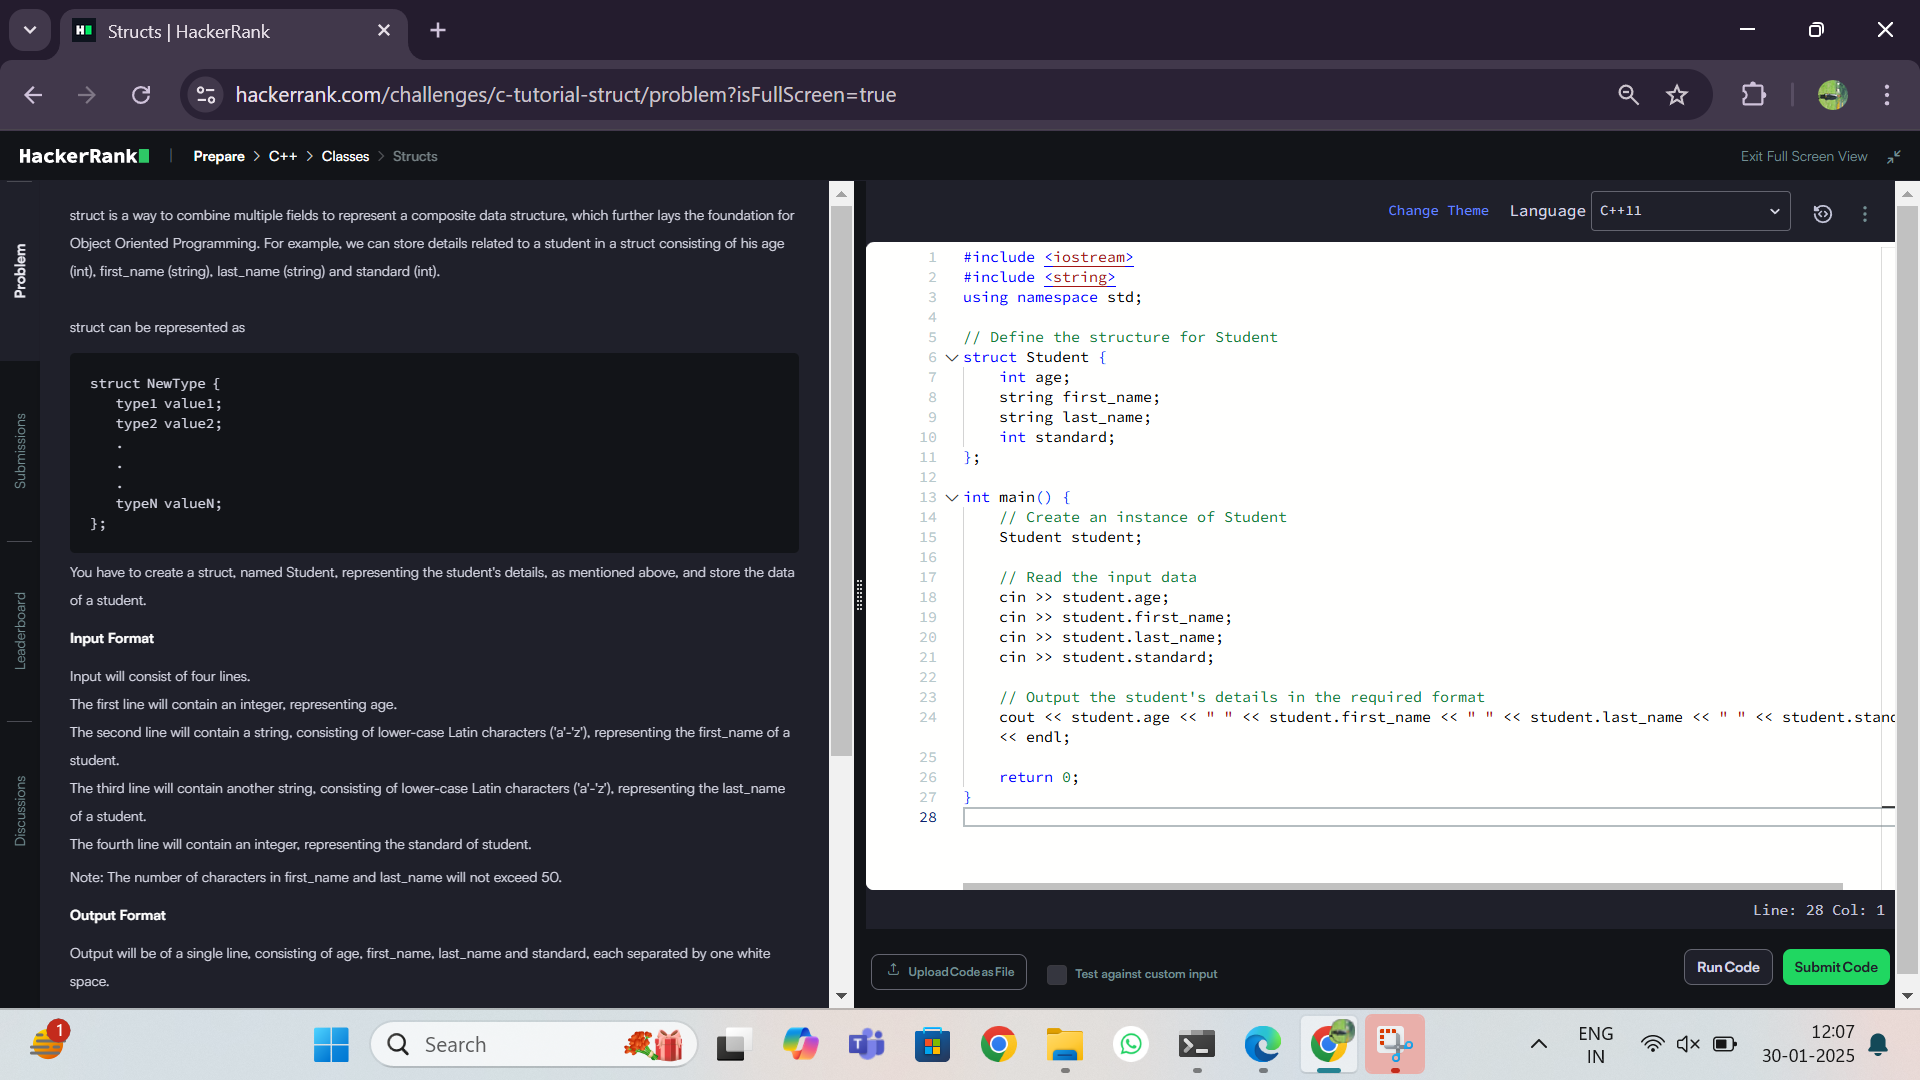 Structs | HackerRank
hackerrank.com/challenges/c-tutorial-struct/problem?isFullScreen=true
HackerRank
Prepare > C++ > Classes > Structs
Exit Full Screen View
Problem
Submissions
Leaderboard
Discussions
struct is a way to combine multiple fields to represent a composite data structure, which further lays the foundation for
Object Oriented Programming. For example, we can store details related to a student in a struct consisting of his age
(int), first_name (string), last_name (string) and standard (int).
struct can be represented as
struct NewType {
type1 value1;
type2 value2;
.
.
.
typeN valueN;
};
You have to create a struct, named Student, representing the student's details, as mentioned above, and store the data
of a student.
Input Format
Input will consist of four lines.
The first line will contain an integer, representing age.
The second line will contain a string, consisting of lower-case Latin characters ('a'-'z'), representing the first_name of a
student.
The third line will contain another string, consisting of lower-case Latin characters ('a'-'z'), representing the last_name
of a student.
The fourth line will contain an integer, representing the standard of student.
Note: The number of characters in first_name and last_name will not exceed 50.
Output Format
Output will be of a single line, consisting of age, first_name, last_name and standard, each separated by one white
space.
Change Theme Language C++11
1 #include <iostream>
2 #include <string>
3 using namespace std;
4
5 // Define the structure for Student
6 struct Student {
7 int age;
8 string first_name;
9 string last_name;
10 int standard;
11 };
12
13 int main() {
14 // Create an instance of Student
15 Student student;
16
17 // Read the input data
18 cin >> student.age;
19 cin >> student.first_name;
20 cin >> student.last_name;
21 cin >> student.standard;
22
23 // Output the student's details in the required format
24 cout << student.age << " " << student.first_name << " " << student.last_name << " " << student.stand
<< endl;
25
26 return 0;
27 }
28
Line: 28 Col: 1
Upload Code as File
Test against custom input
Run Code
Submit Code
1
Search
ENG
IN
12:07
30-01-2025